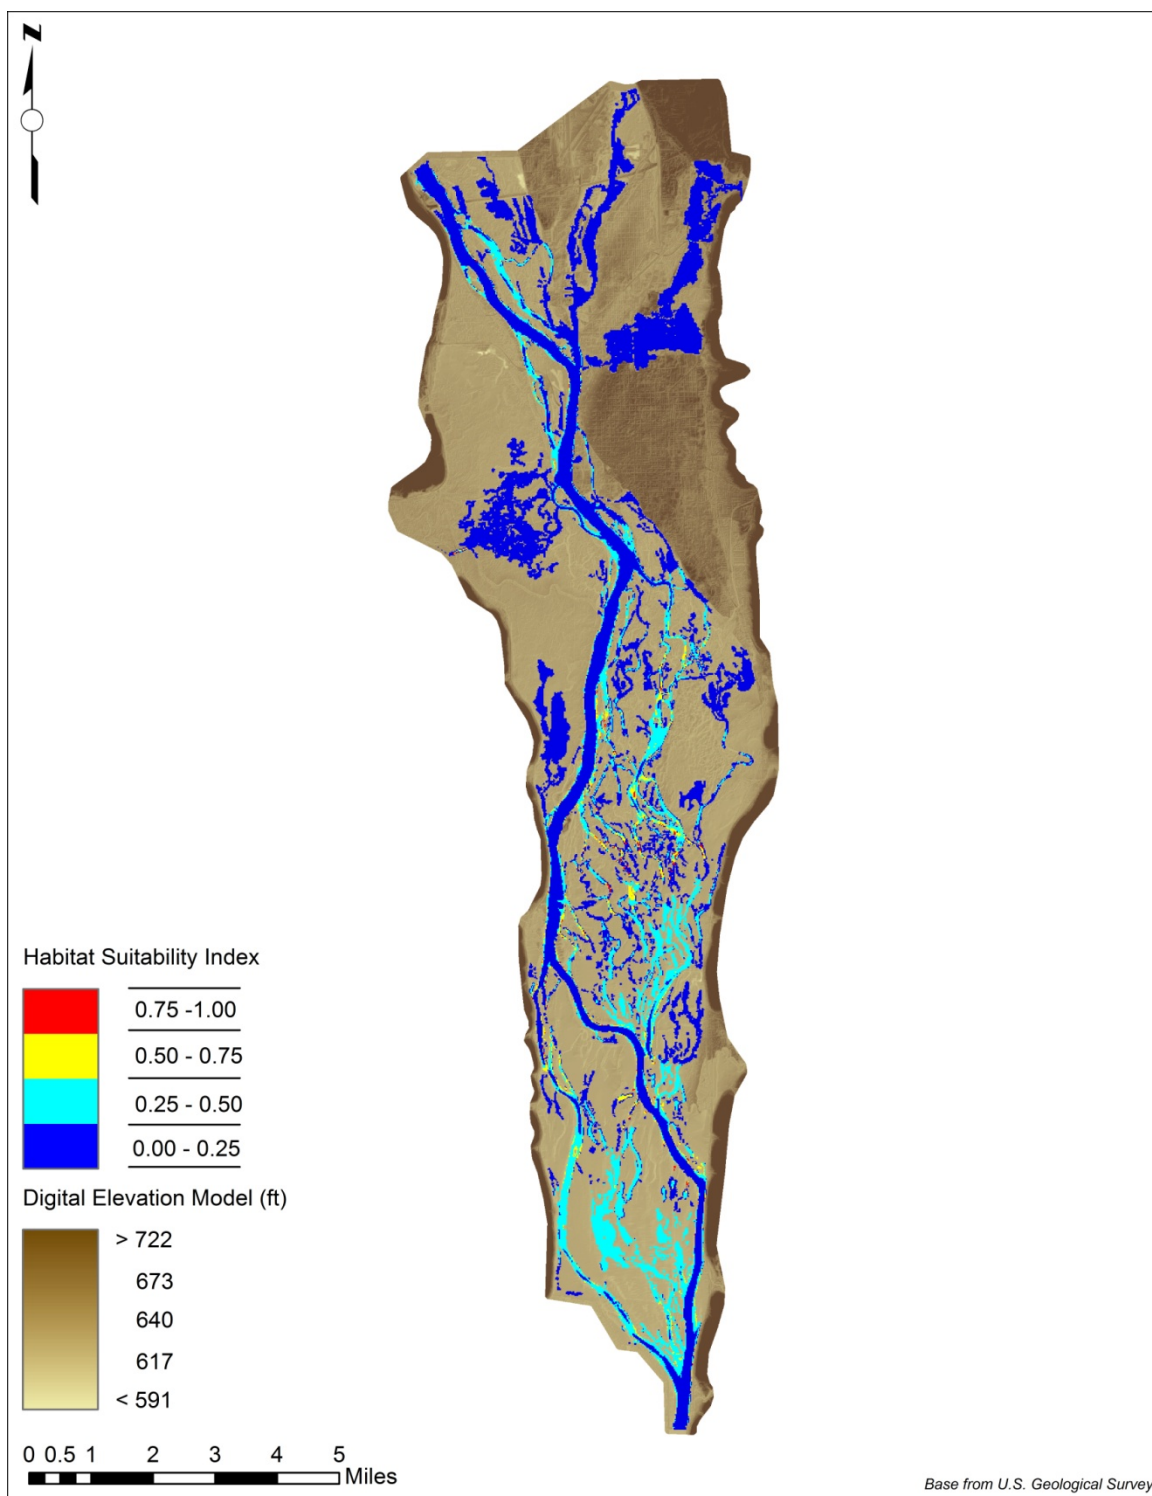 N
Habitat Suitability Index
0.75 -1.00
0.50 - 0.75
0.25 - 0.50
0.00 - 0.25
Digital Elevation Model (ft)
> 722
673
640
617
< 591
0 0.5 1 2 3 4 5
Miles
Base from U.S. Geological Survey